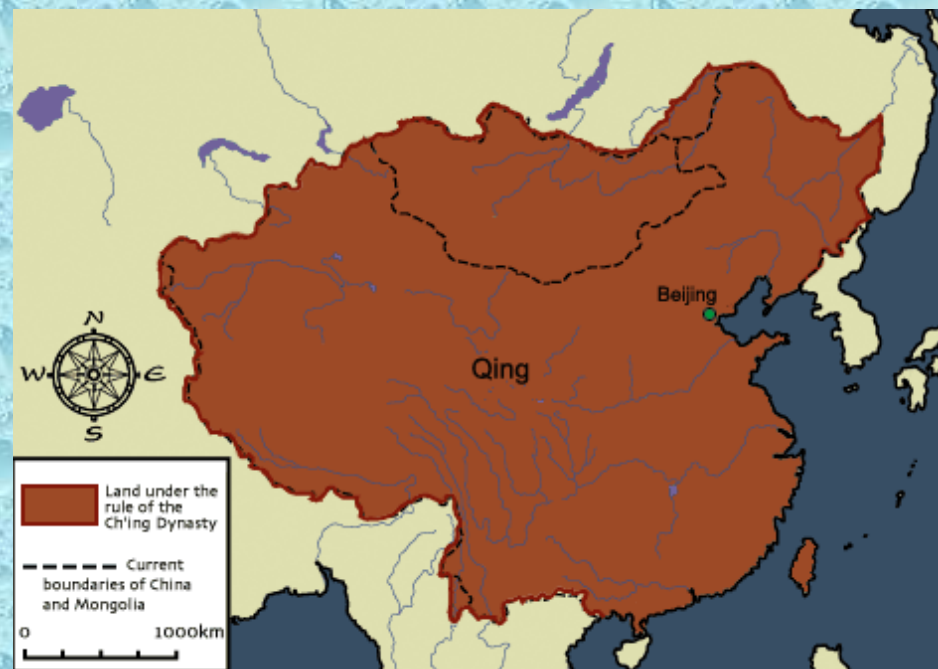 Beijing
Qing
N
W E
S
Land under the
rule of the
Ch'ing Dynasty
Current
boundaries of China
and Mongolia
0 1000km